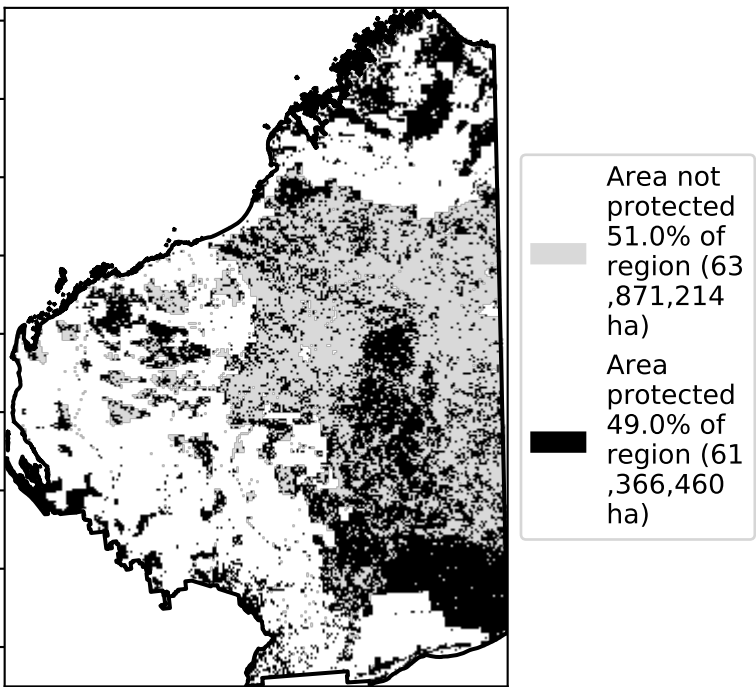 Area not
protected
51.0% of
region (63
,871,214
ha)
Area
protected
49.0% of
region (61
,366,460
ha)